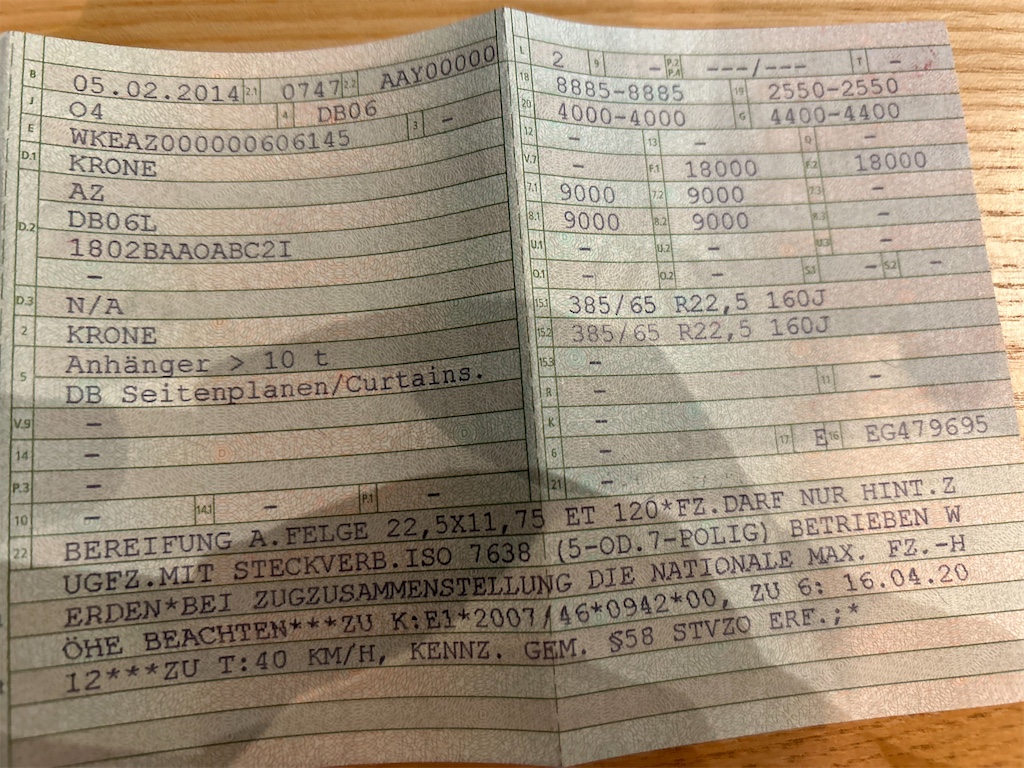 B 05.02.2014 2.1 0747 2.2 AAY00000
J O4 4 DB06
E WKEAZ000000606145 3 -
D.1 KRONE
AZ
D.2 DB06L
1802BAAOABC2I
-
D.3 N/A
2 KRONE
5 Anhänger > 10 t
DB Seitenplanen/Curtains.
V.9 -
14 -
P.3 -
10 - 14.1 - P.1 -
L 2 9 - P.2 P.4 ---/--- T -
18 8885-8885 19 2550-2550
20 4000-4000 G 4400-4400
12 - 13 - Q -
V.7 - F.1 18000 F.2 18000
7.1 9000 7.2 9000 7.3 -
8.1 9000 8.2 9000 8.3 -
U.1 - U.2 - U.3 -
O.1 - O.2 - S.1 - S.2 -
15.1 385/65 R22,5 160J
15.2 385/65 R22,5 160J
15.3 -
R - 11 -
K -
6 - 17 E 16 EG479695
21 -
22 BEREIFUNG A.FELGE 22,5X11,75 ET 120*FZ.DARF NUR HINT.Z
UGFZ.MIT STECKVERB.ISO 7638 (5-OD.7-POLIG) BETRIEBEN W
ERDEN*BEI ZUGZUSAMMENSTELLUNG DIE NATIONALE MAX. FZ.-H
ÖHE BEACHTEN***ZU K:E1*2007/46*0942*00, ZU 6: 16.04.20
12***ZU T:40 KM/H, KENNZ. GEM. §58 STVZO ERF.;*